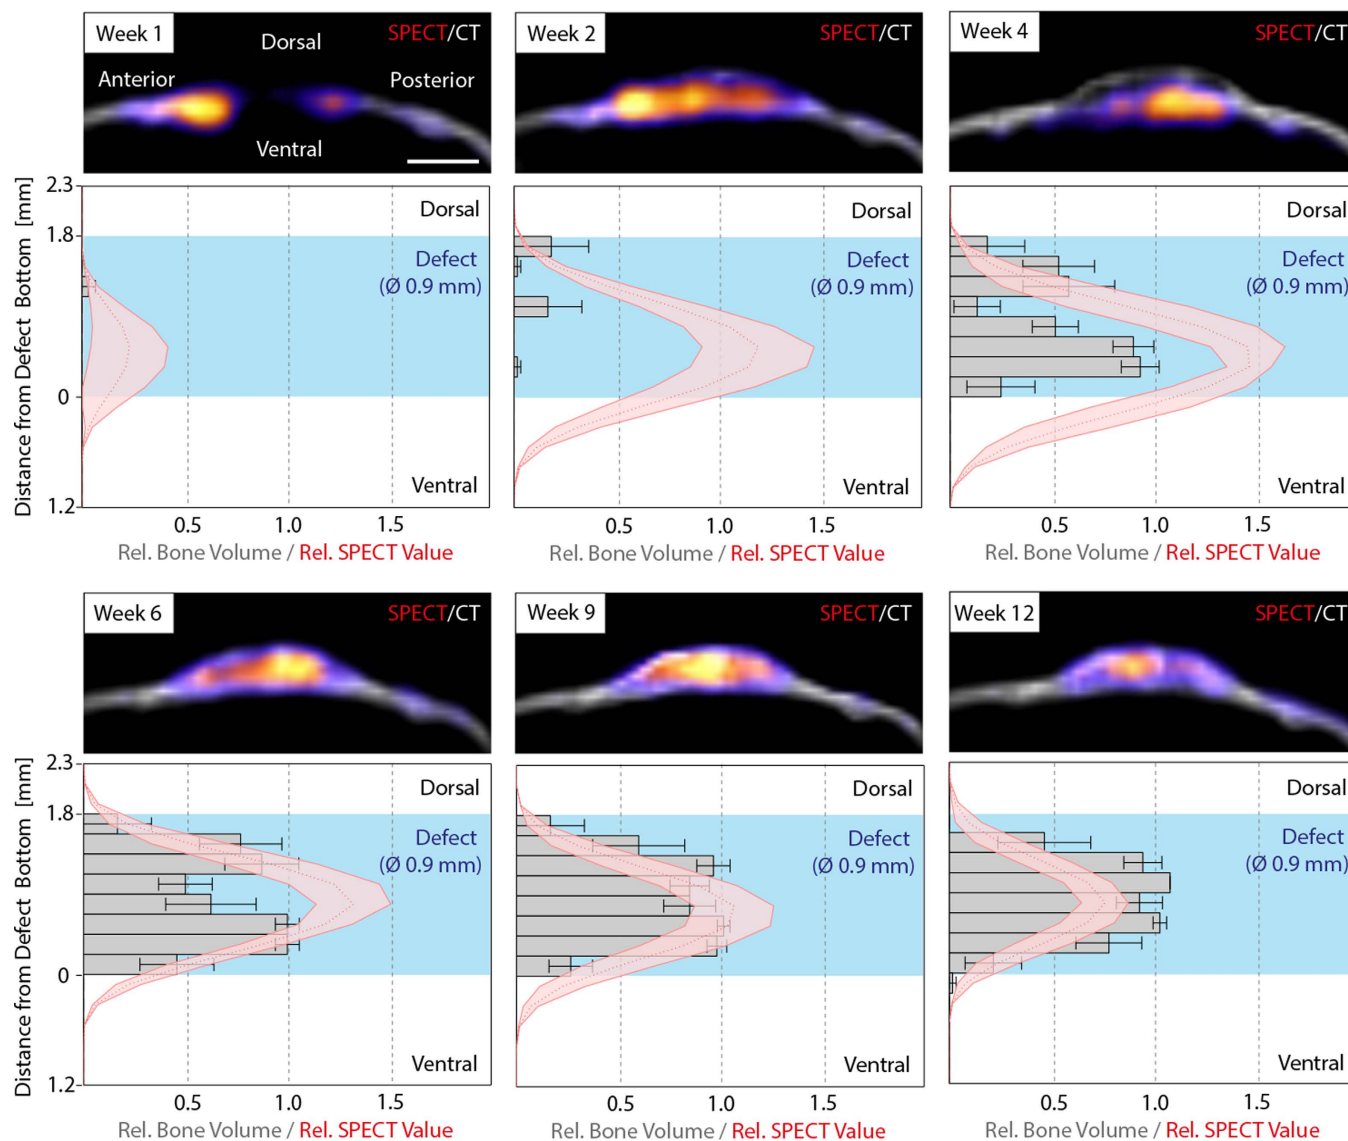 Week 1
SPECT/CT
Dorsal
Anterior
Posterior
Ventral
Week 2
SPECT/CT
Week 4
SPECT/CT
Distance from Defect Bottom [mm]
2.3
1.8
0
1.2
Dorsal
Defect
(Ø 0.9 mm)
Ventral
0.5
1.0
1.5
Rel. Bone Volume / Rel. SPECT Value
Dorsal
Defect
(Ø 0.9 mm)
Ventral
0.5
1.0
1.5
Rel. Bone Volume / Rel. SPECT Value
Dorsal
Defect
(Ø 0.9 mm)
Ventral
0.5
1.0
1.5
Rel. Bone Volume / Rel. SPECT Value
Week 6
SPECT/CT
Week 9
SPECT/CT
Week 12
SPECT/CT
Distance from Defect Bottom [mm]
2.3
1.8
0
1.2
Dorsal
Defect
(Ø 0.9 mm)
Ventral
0.5
1.0
1.5
Rel. Bone Volume / Rel. SPECT Value
Dorsal
Defect
(Ø 0.9 mm)
Ventral
0.5
1.0
1.5
Rel. Bone Volume / Rel. SPECT Value
Dorsal
Defect
(Ø 0.9 mm)
Ventral
0.5
1.0
1.5
Rel. Bone Volume / Rel. SPECT Value